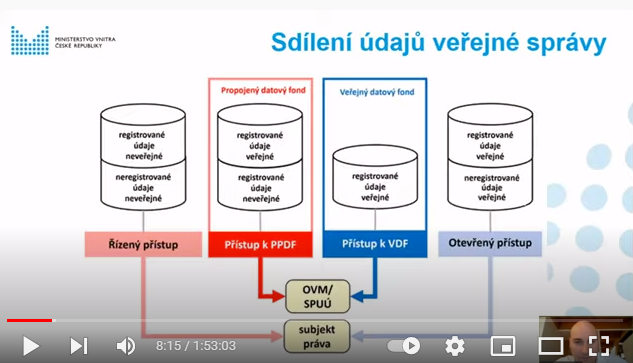 MINISTERSTVO VNITRA
ČESKÉ REPUBLIKY
Sdílení údajů veřejné správy
Propojený datový fond
Veřejný datový fond
registrované
údaje
neveřejné
neregistrované
údaje
neveřejné
registrované
údaje
veřejné
registrované
údaje
neveřejné
registrované
údaje
veřejné
registrované
údaje
veřejné
neregistrované
údaje
veřejné
Řízený přístup
Přístup k PPDF
Přístup k VDF
Otevřený přístup
OVM/
SPUÚ
subjekt
práva
8:15 / 1:53:03